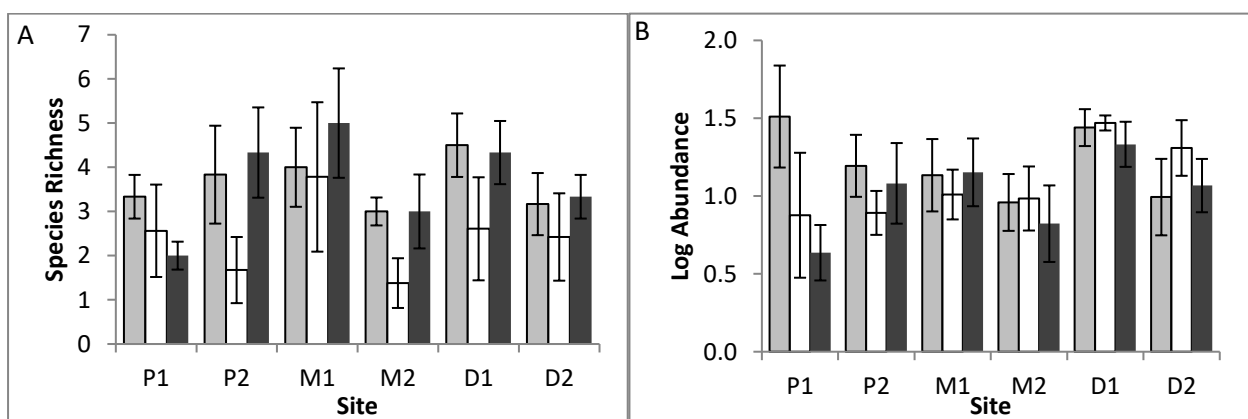 A
Species Richness
7
6
5
4
3
2
1
0
P1 P2 M1 M2 D1 D2
Site
B
Log Abundance
2.0
1.5
1.0
0.5
0.0
P1 P2 M1 M2 D1 D2
Site